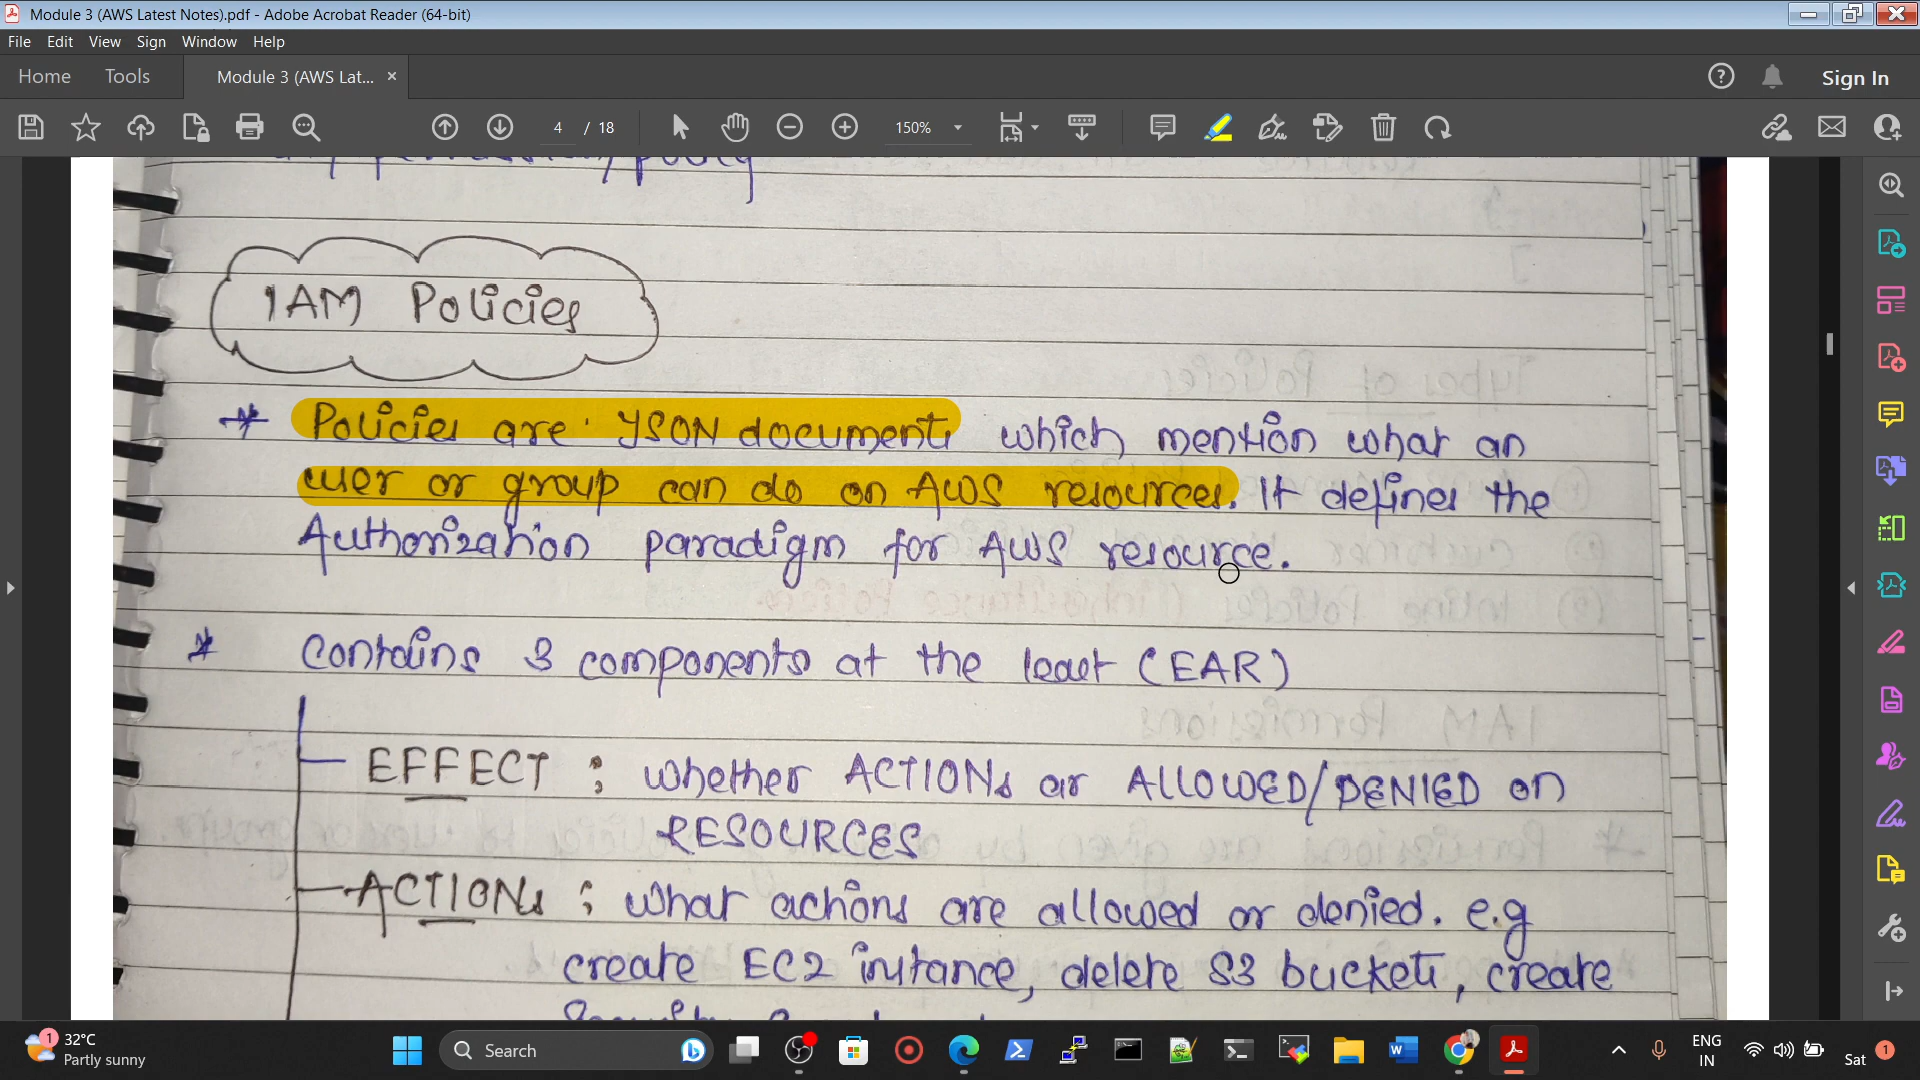 Module 3 (AWS Latest Notes).pdf - Adobe Acrobat Reader (64-bit)
File Edit View Sign Window Help
Home Tools Module 3 (AWS Lat... × Sign In
4 / 18 150%
IAM Policies
* Policies are JSON documents which mention what an
user or group can do on AWS resources. It defines the
Authorization paradigm for AWS resource.
* Contains 3 components at the least (EAR)
EFFECT : whether ACTIONs ar ALLOWED/DENIED on
RESOURCES
ACTIONs : what actions are allowed or denied. e.g
create EC2 instance, delete S3 buckets, create
32°C
Partly sunny
Search
ENG
IN
Sat